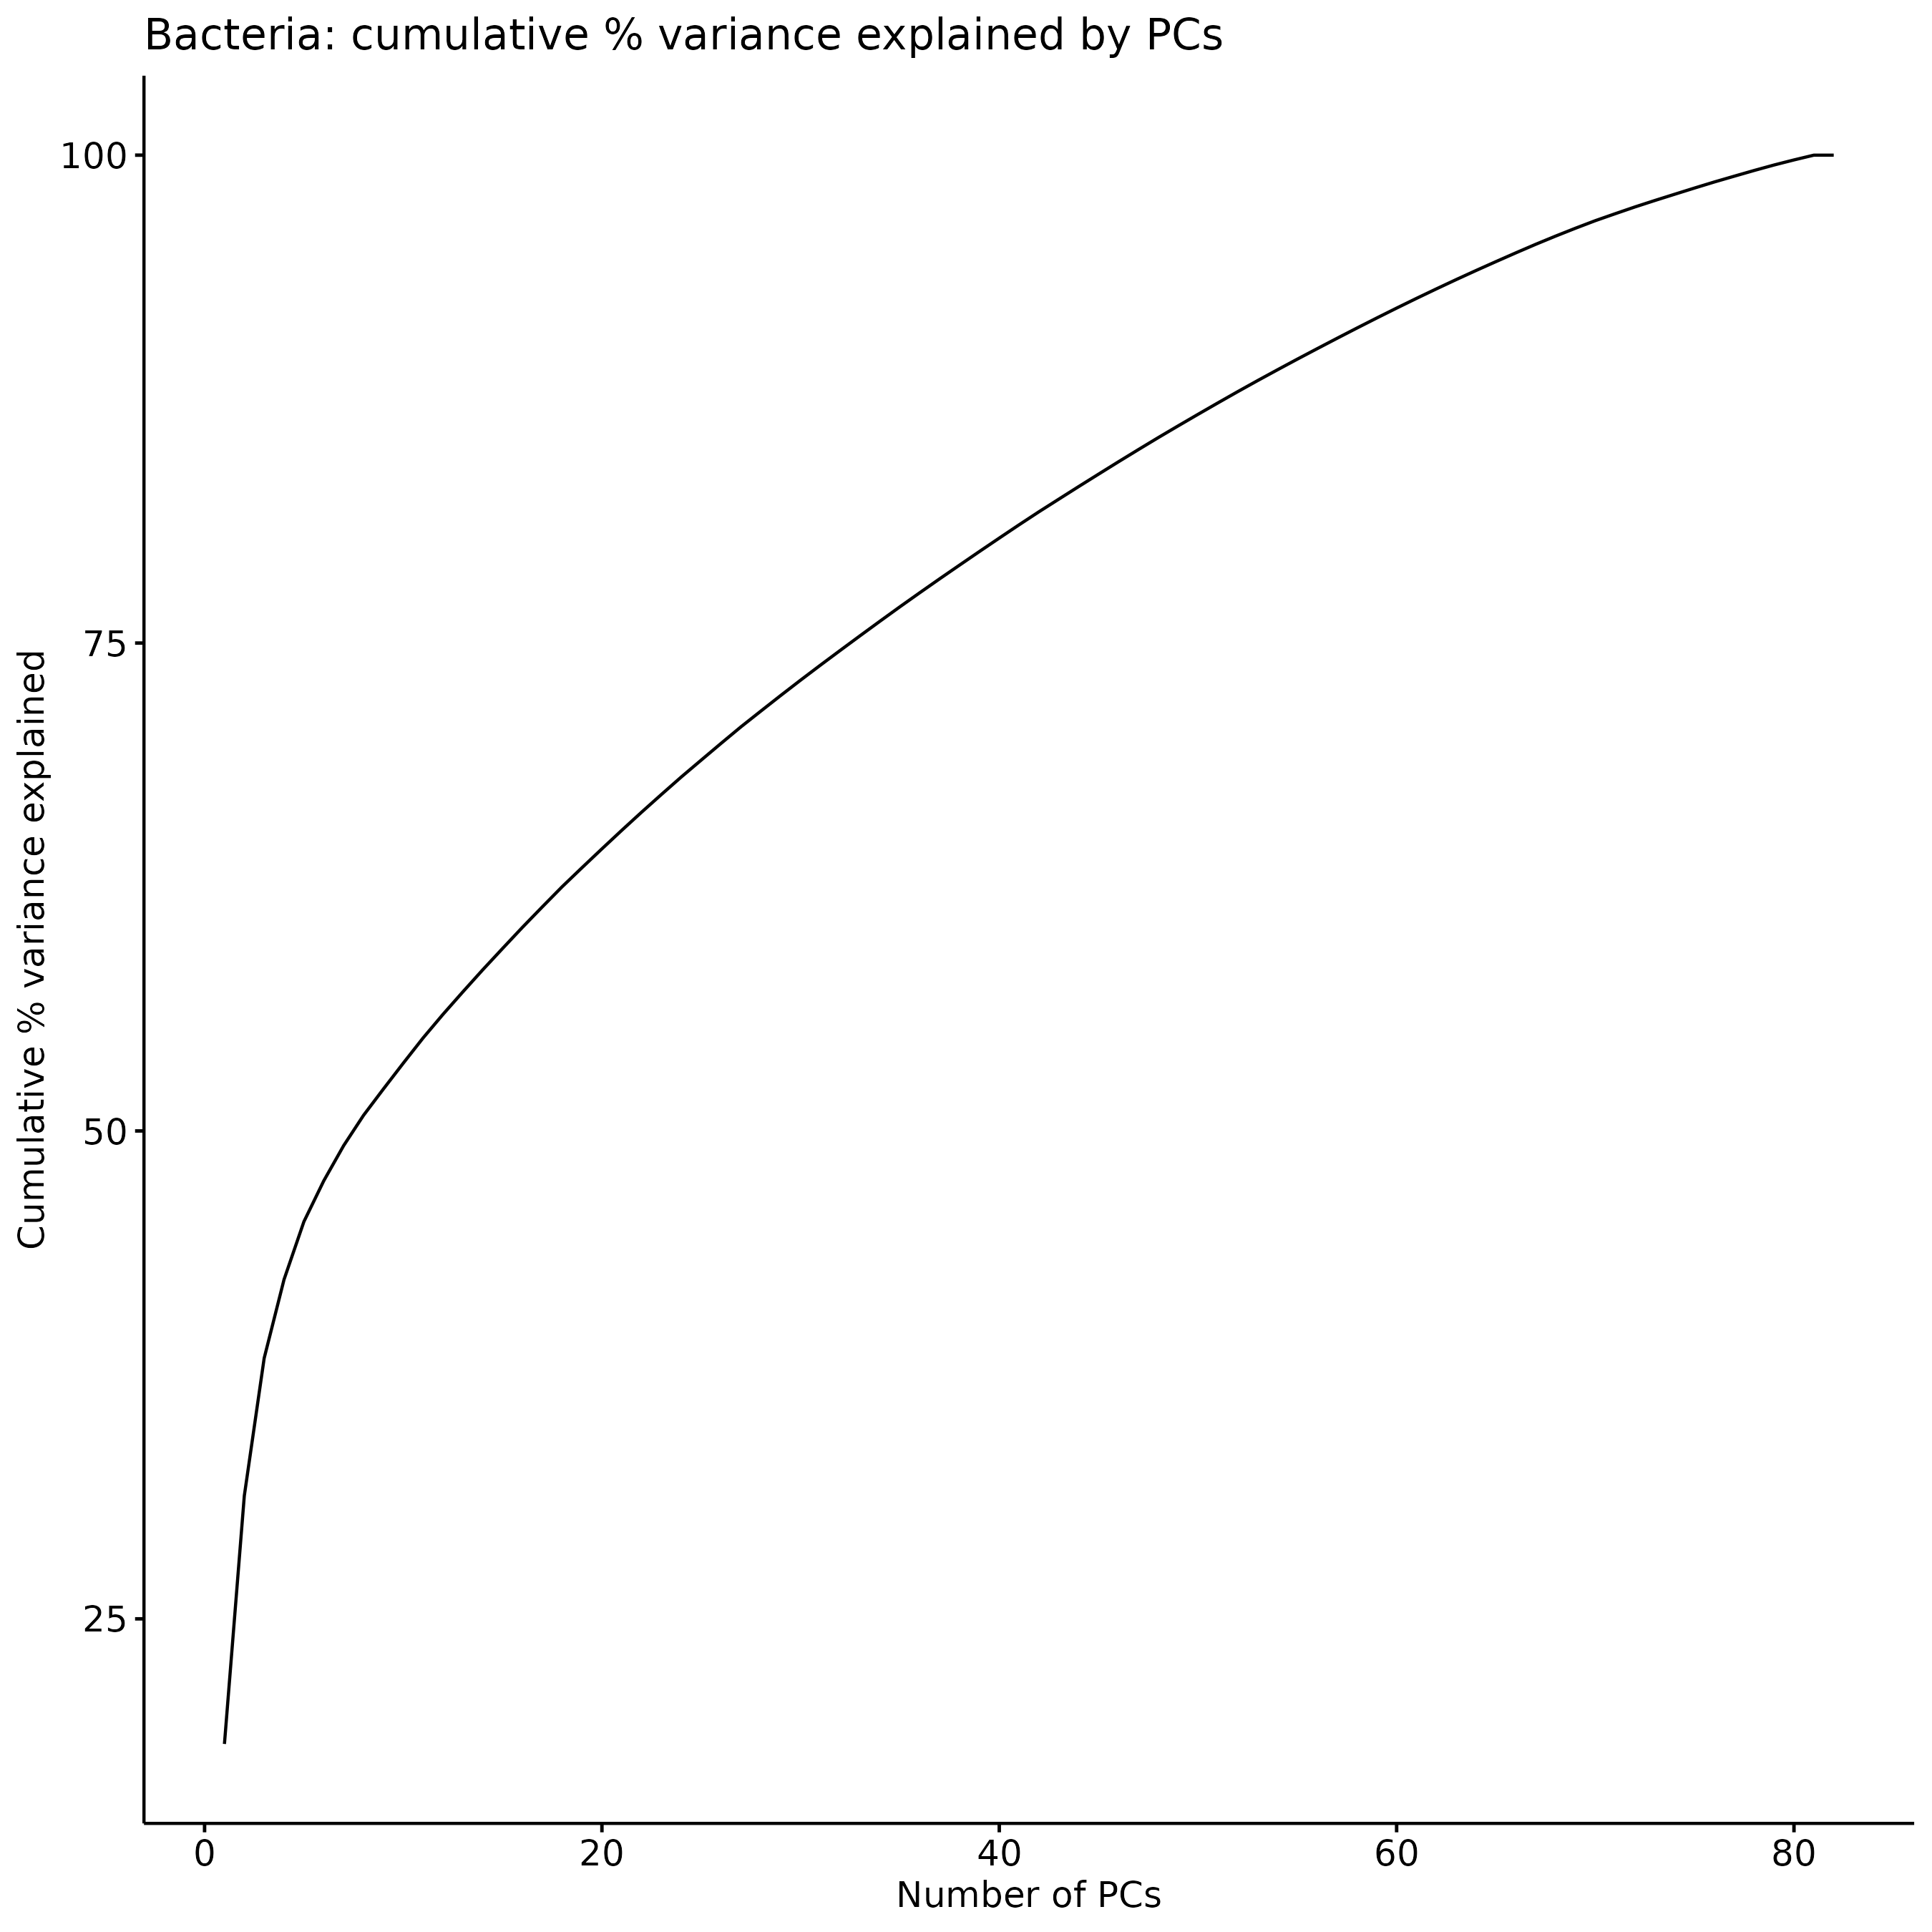 Bacteria: cumulative % variance explained by PCs
Cumulative % variance explained
100
75
50
25
0 20 40 60 80
Number of PCs